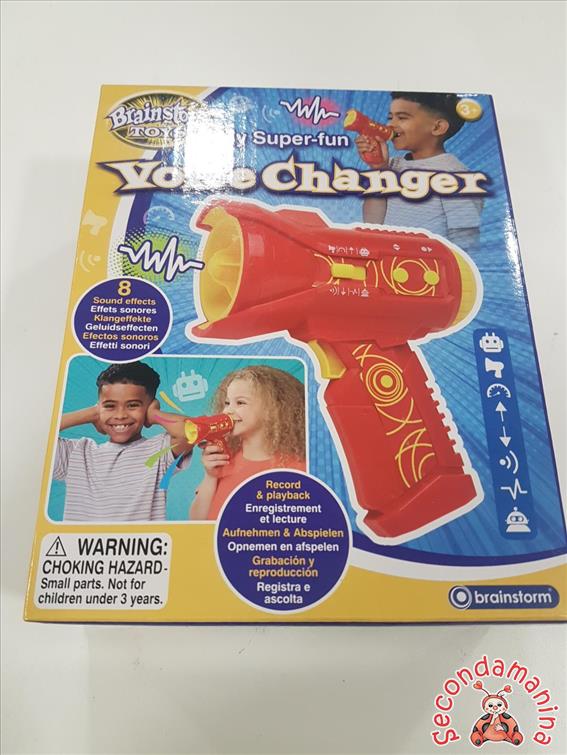 Brainstorm
TOYS
3+
Super-fun
Voice Changer
8
Sound effects
Effets sonores
Klangeffekte
Geluidseffecten
Efectos sonoros
Effetti sonori
Record
& playback
Enregistrement
et lecture
Aufnehmen & Abspielen
Opnemen en afspelen
Grabación y
reproducción
Registra e
ascolta
WARNING:
CHOKING HAZARD-
Small parts. Not for
children under 3 years.
brainstorm
Secondamanina